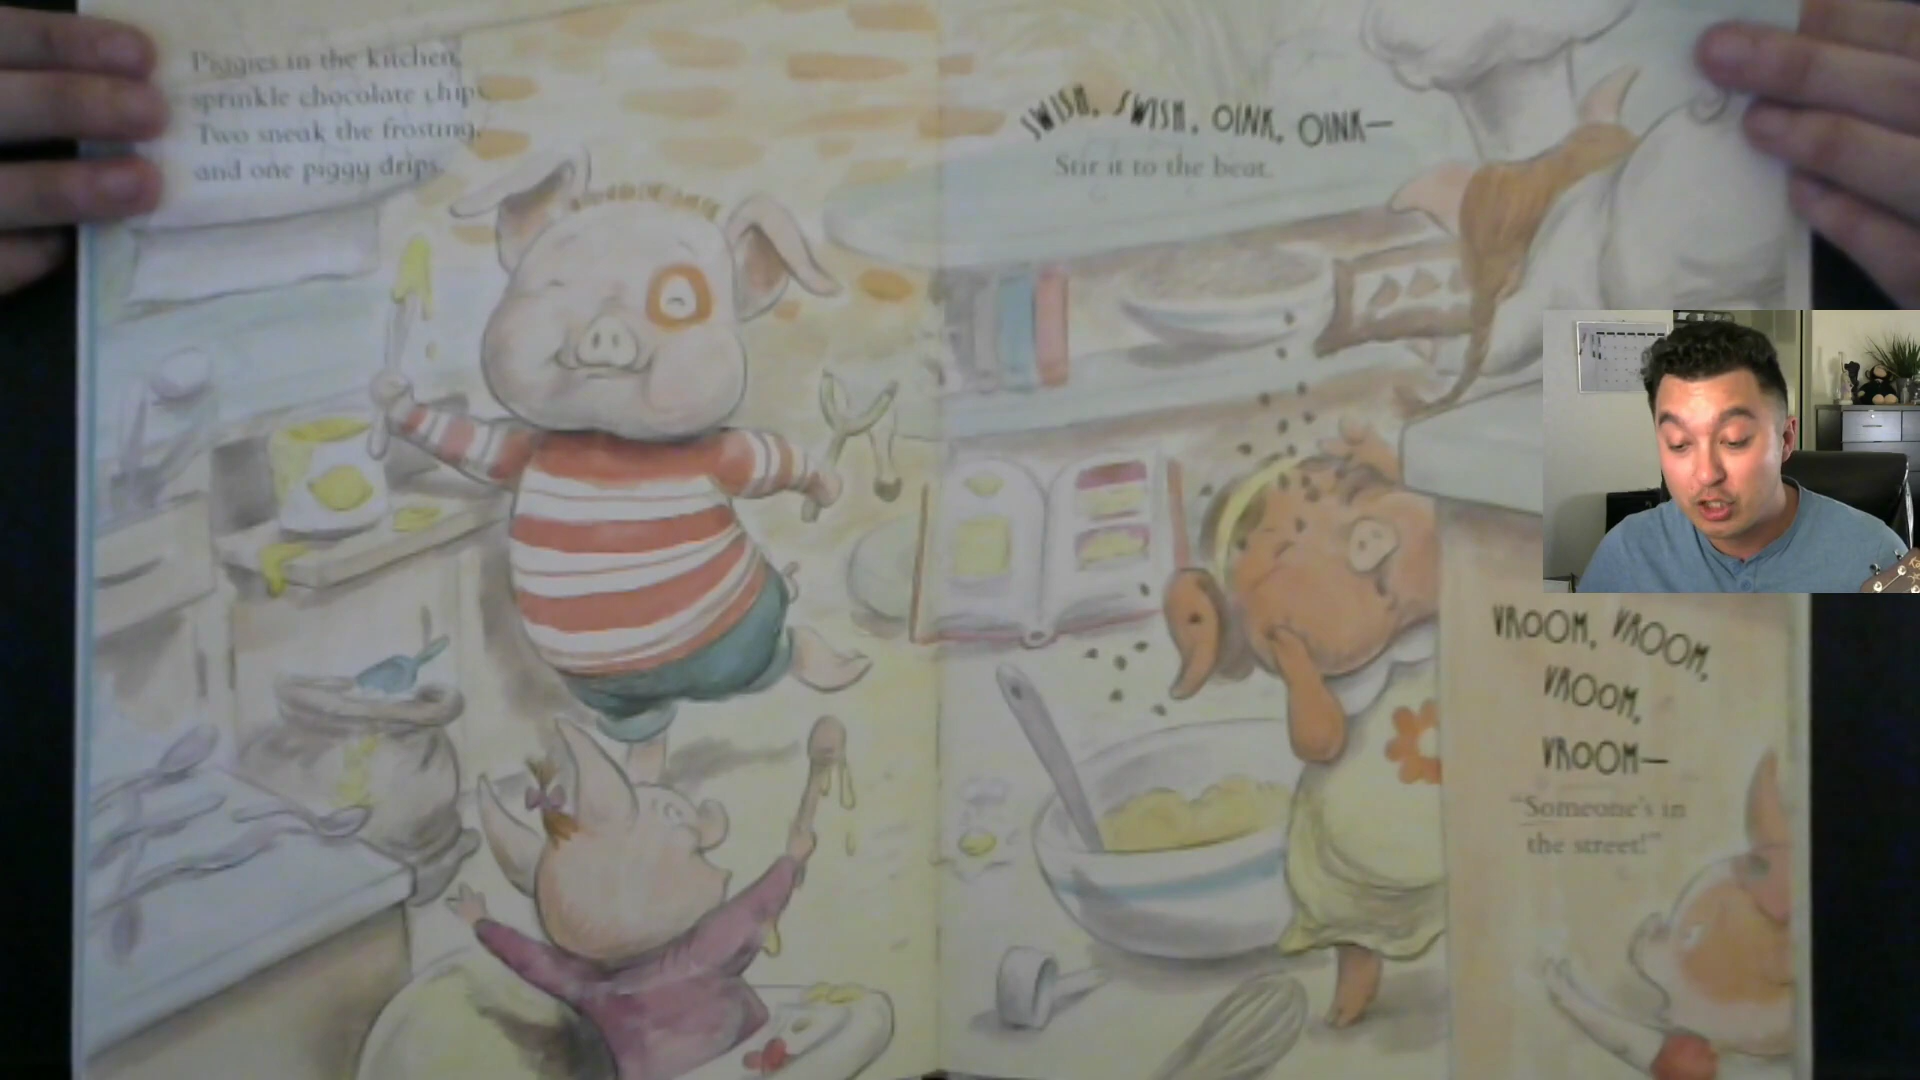 Piggies in the kitchen,
sprinkle chocolate chips.
Two sneak the frosting,
and one piggy drips.
SWISH, SWISH, OINK, OINK—
Stir it to the beat.
VROOM, VROOM,
VROOM,
VROOM—
"Someone's in
the street!"